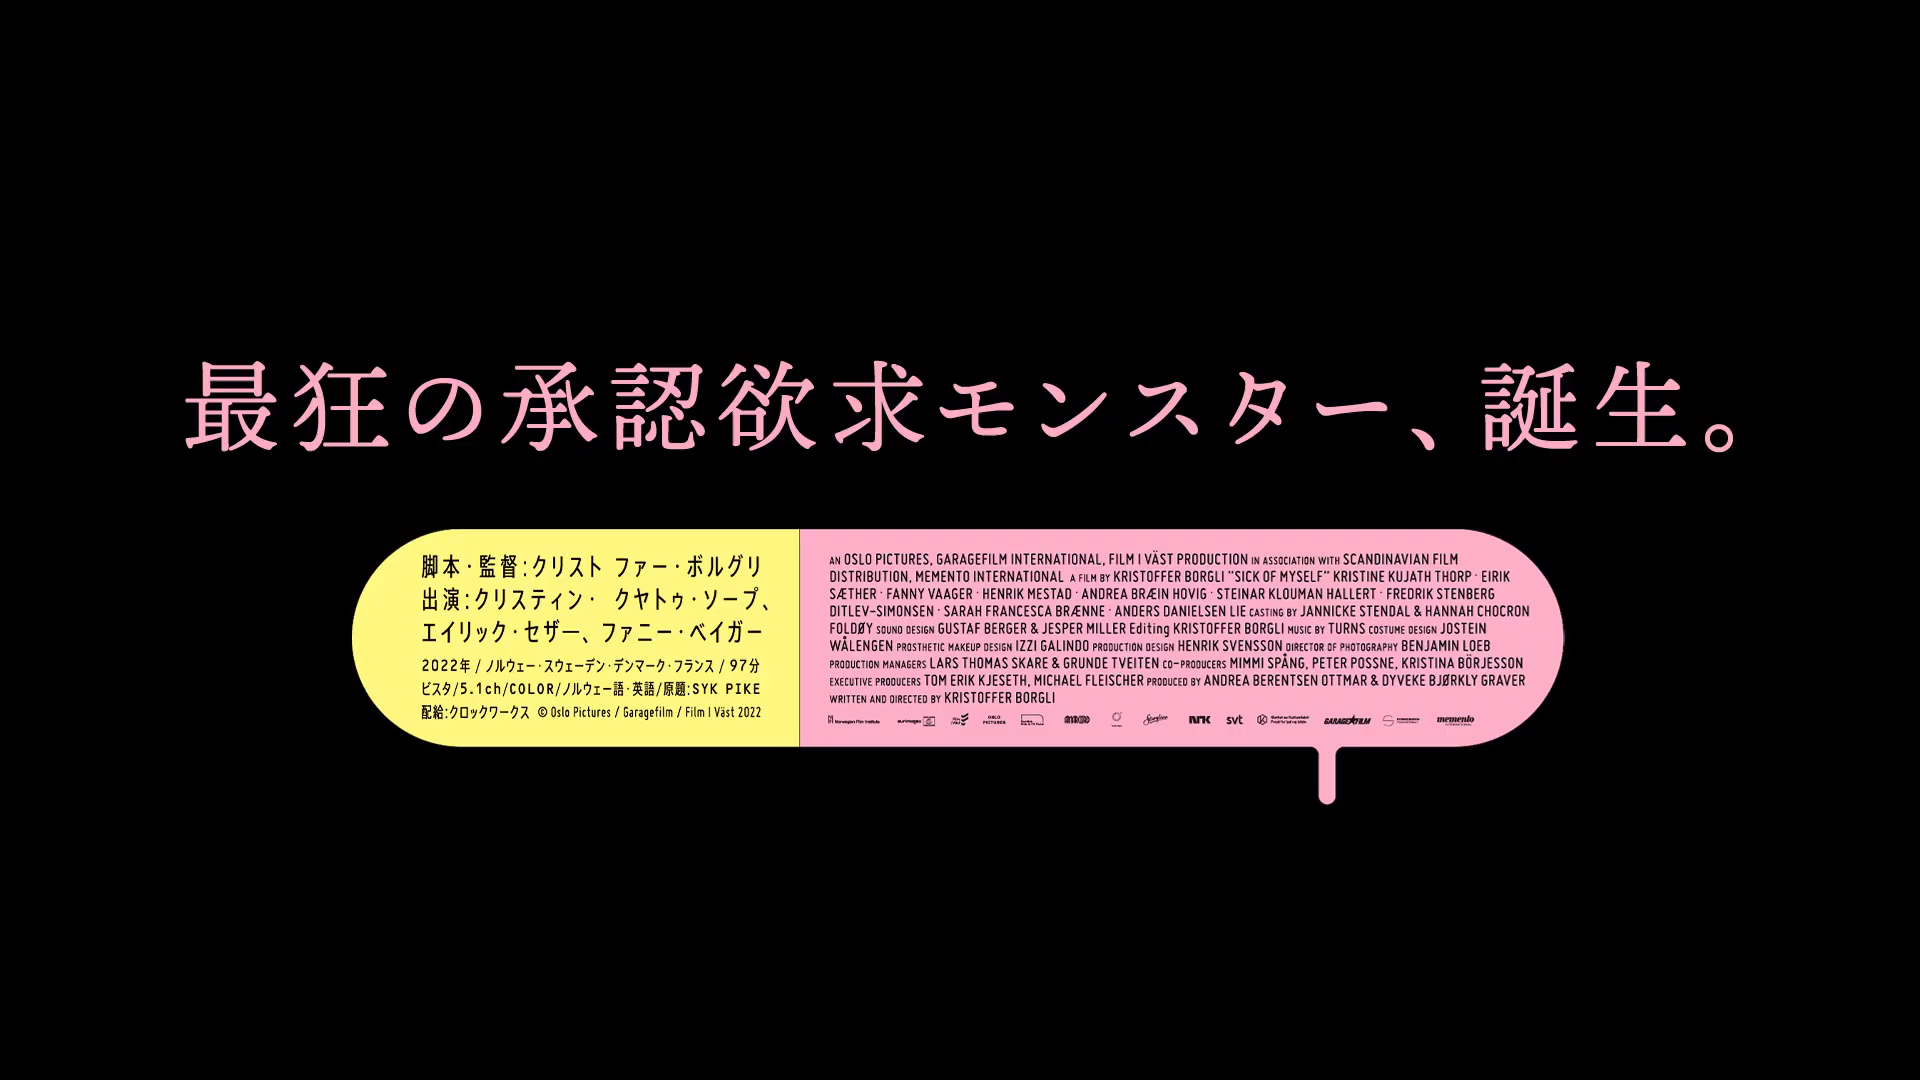 最狂の承認欲求モンスター、誕生。
脚本・監督:クリスト ファー・ボルグリ
出演:クリスティン・ クヤトゥ・ソープ、
エイリック・セザー、ファニー・ベイガー
2022年 / ノルウェー・スウェーデン・デンマーク・フランス / 97分
ビスタ/5.1ch/COLOR/ノルウェー語・英語/原題:SYK PIKE
配給:クロックワークス © Oslo Pictures / Garagefilm / Film I Väst 2022
AN OSLO PICTURES, GARAGEFILM INTERNATIONAL, FILM I VÄST PRODUCTION IN ASSOCIATION WITH SCANDINAVIAN FILM
DISTRIBUTION, MEMENTO INTERNATIONAL A FILM BY KRISTOFFER BORGLI "SICK OF MYSELF" KRISTINE KUJATH THORP · EIRIK
SÆTHER · FANNY VAAGER · HENRIK MESTAD · ANDREA BRÆIN HOVIG · STEINAR KLOUMAN HALLERT · FREDRIK STENBERG
DITLEV-SIMONSEN · SARAH FRANCESCA BRÆNNE · ANDERS DANIELSEN LIE CASTING BY JANNICKE STENDAL & HANNAH CHOCRON
FOLDØY SOUND DESIGN GUSTAF BERGER & JESPER MILLER Editing KRISTOFFER BORGLI MUSIC BY TURNS COSTUME DESIGN JOSTEIN
WÅLENGEN PROSTHETIC MAKEUP DESIGN IZZI GALINDO PRODUCTION DESIGN HENRIK SVENSSON DIRECTOR OF PHOTOGRAPHY BENJAMIN LOEB
PRODUCTION MANAGERS LARS THOMAS SKARE & GRUNDE TVEITEN CO-PRODUCERS MIMMI SPÅNG, PETER POSSNE, KRISTINA BÖRJESSON
EXECUTIVE PRODUCERS TOM ERIK KJESETH, MICHAEL FLEISCHER PRODUCED BY ANDREA BERENTSEN OTTMAR & DYVEKE BJØRKLY GRAVER
WRITTEN AND DIRECTED BY KRISTOFFER BORGLI
Norwegian Film Institute eurimages OSLO PICTURES nrk svt GARAGEFILM memento INTERNATIONAL